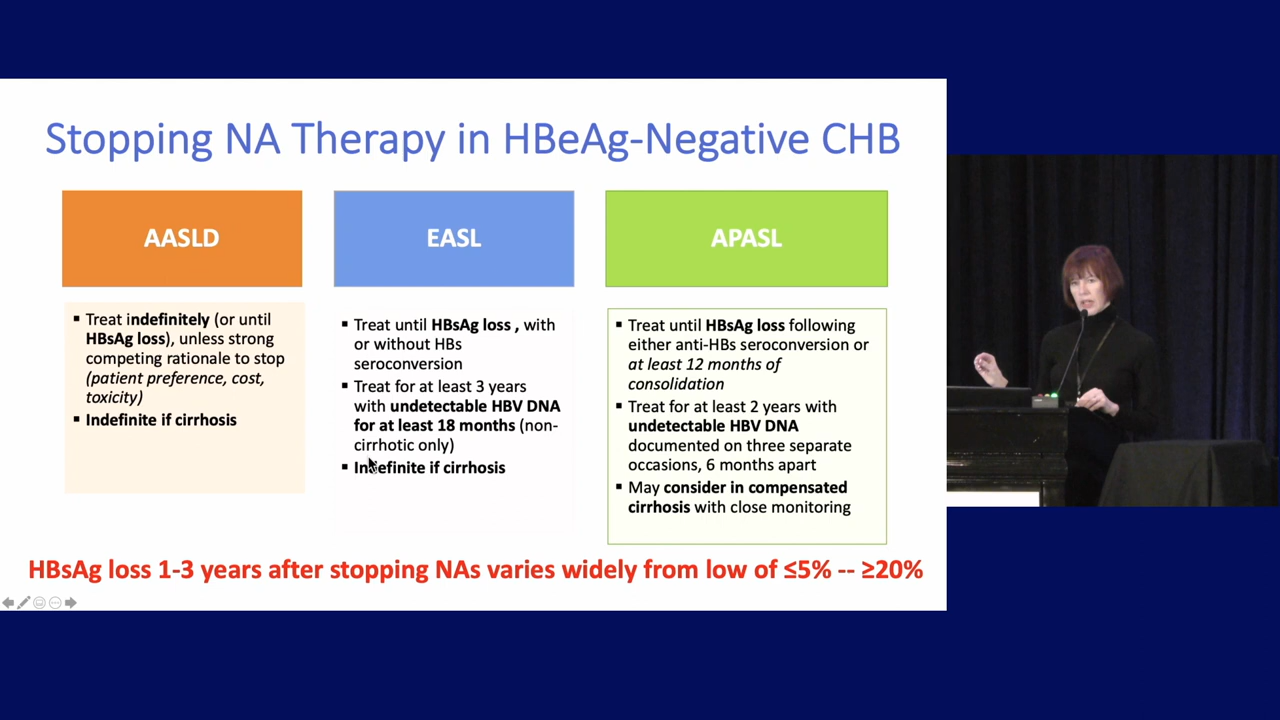 Stopping NA Therapy in HBeAg-Negative CHB
AASLD
▪ Treat indefinitely (or until
HBsAg loss), unless strong
competing rationale to stop
(patient preference, cost,
toxicity)
▪ Indefinite if cirrhosis
EASL
▪ Treat until HBsAg loss , with
or without HBs
seroconversion
▪ Treat for at least 3 years
with undetectable HBV DNA
for at least 18 months (non-
cirrhotic only)
▪ Indefinite if cirrhosis
APASL
▪ Treat until HBsAg loss following
either anti-HBs seroconversion or
at least 12 months of
consolidation
▪ Treat for at least 2 years with
undetectable HBV DNA
documented on three separate
occasions, 6 months apart
▪ May consider in compensated
cirrhosis with close monitoring
HBsAg loss 1-3 years after stopping NAs varies widely from low of ≤5% -- ≥20%